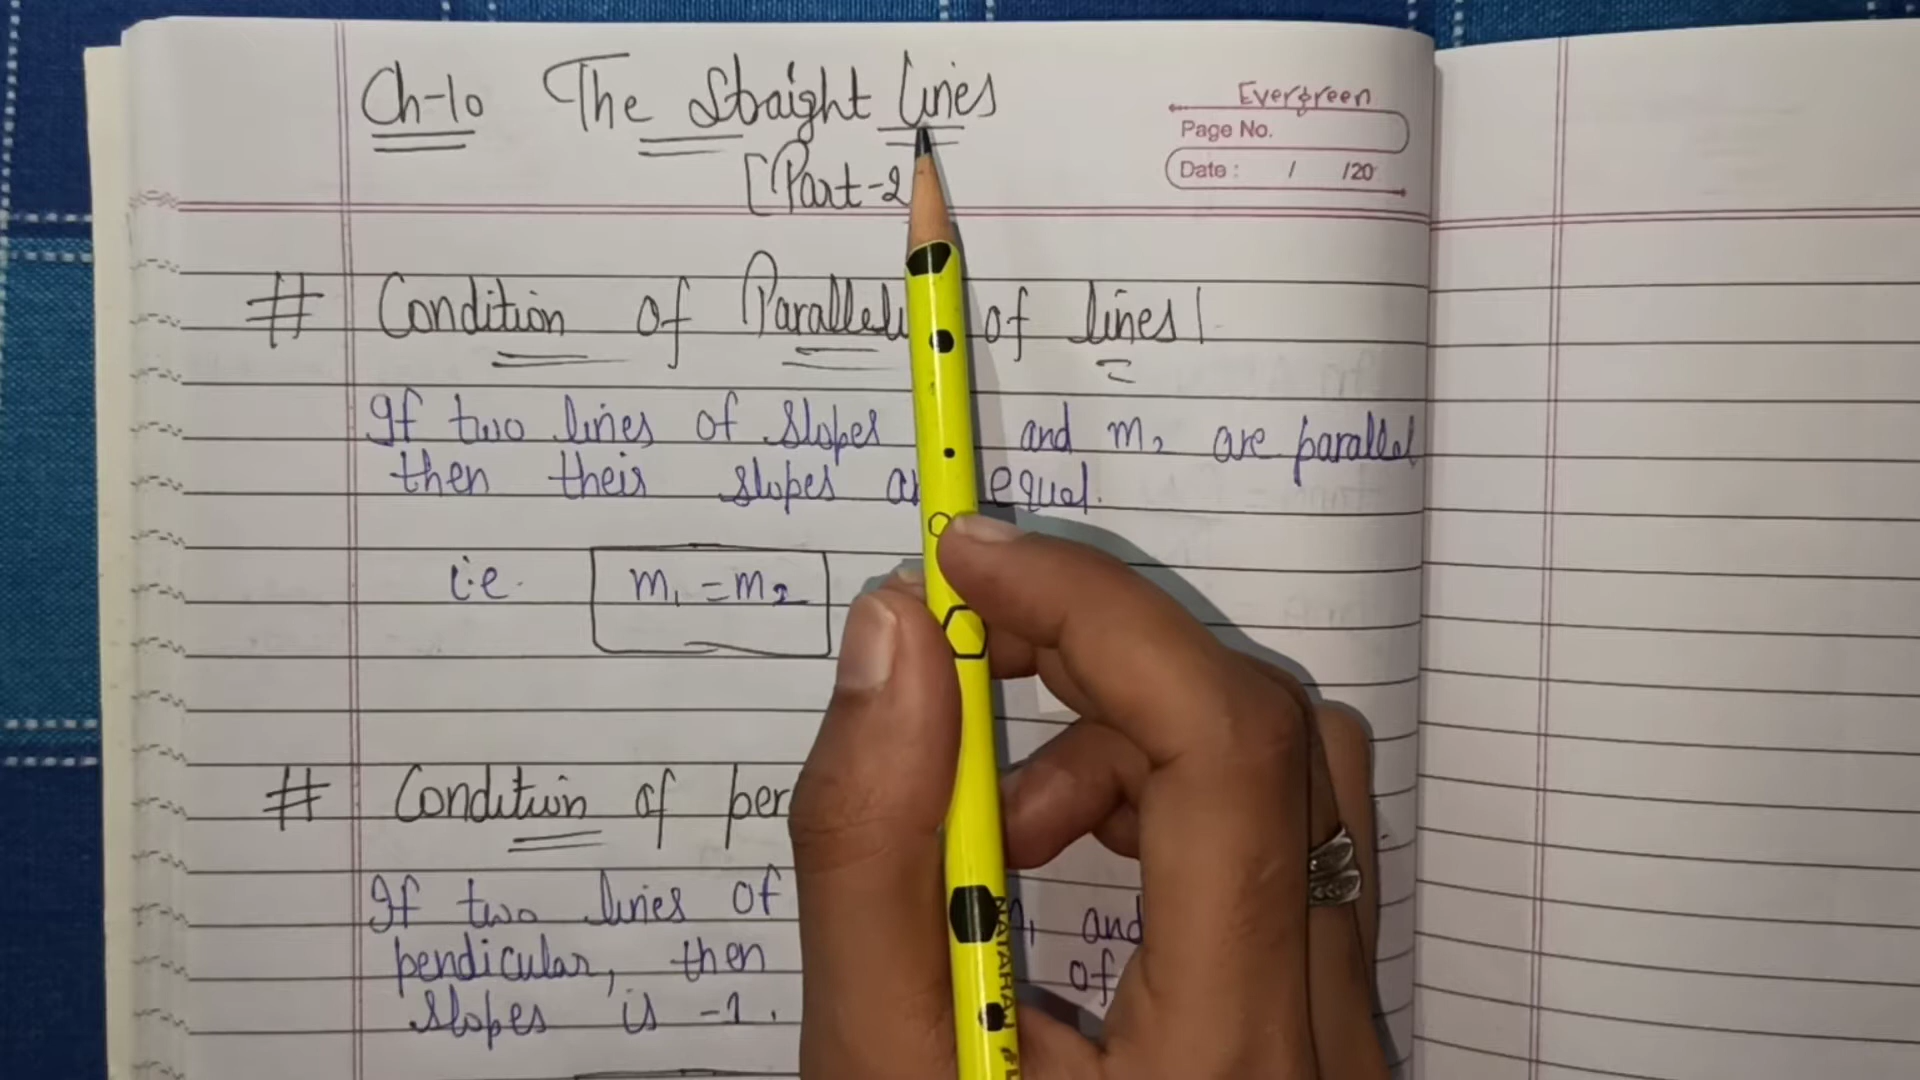 Ch-10 The Straight Lines
[Part-2
Evergreen
Page No.
Date : / /20
# Condition of of lines
If two lines of slopes and m₂ are parallel
then their slopes equal.
i.e. m₁ = m₂
# Condition of
If two lines of and
pendicular, then of
slopes is -1.
NATARAJ